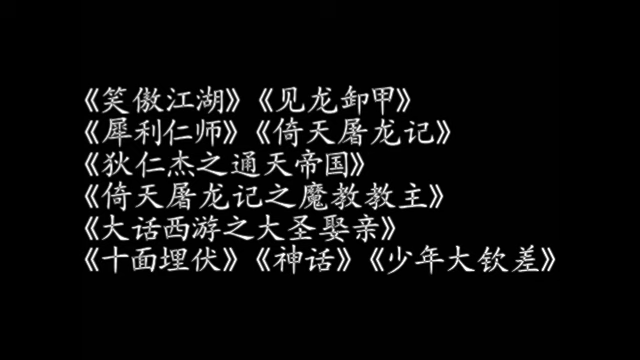 《笑傲江湖》《见龙卸甲》
《犀利仁师》《倚天屠龙记》
《狄仁杰之通天帝国》
《倚天屠龙记之魔教教主》
《大话西游之大圣娶亲》
《十面埋伏》《神话》《少年大钦差》